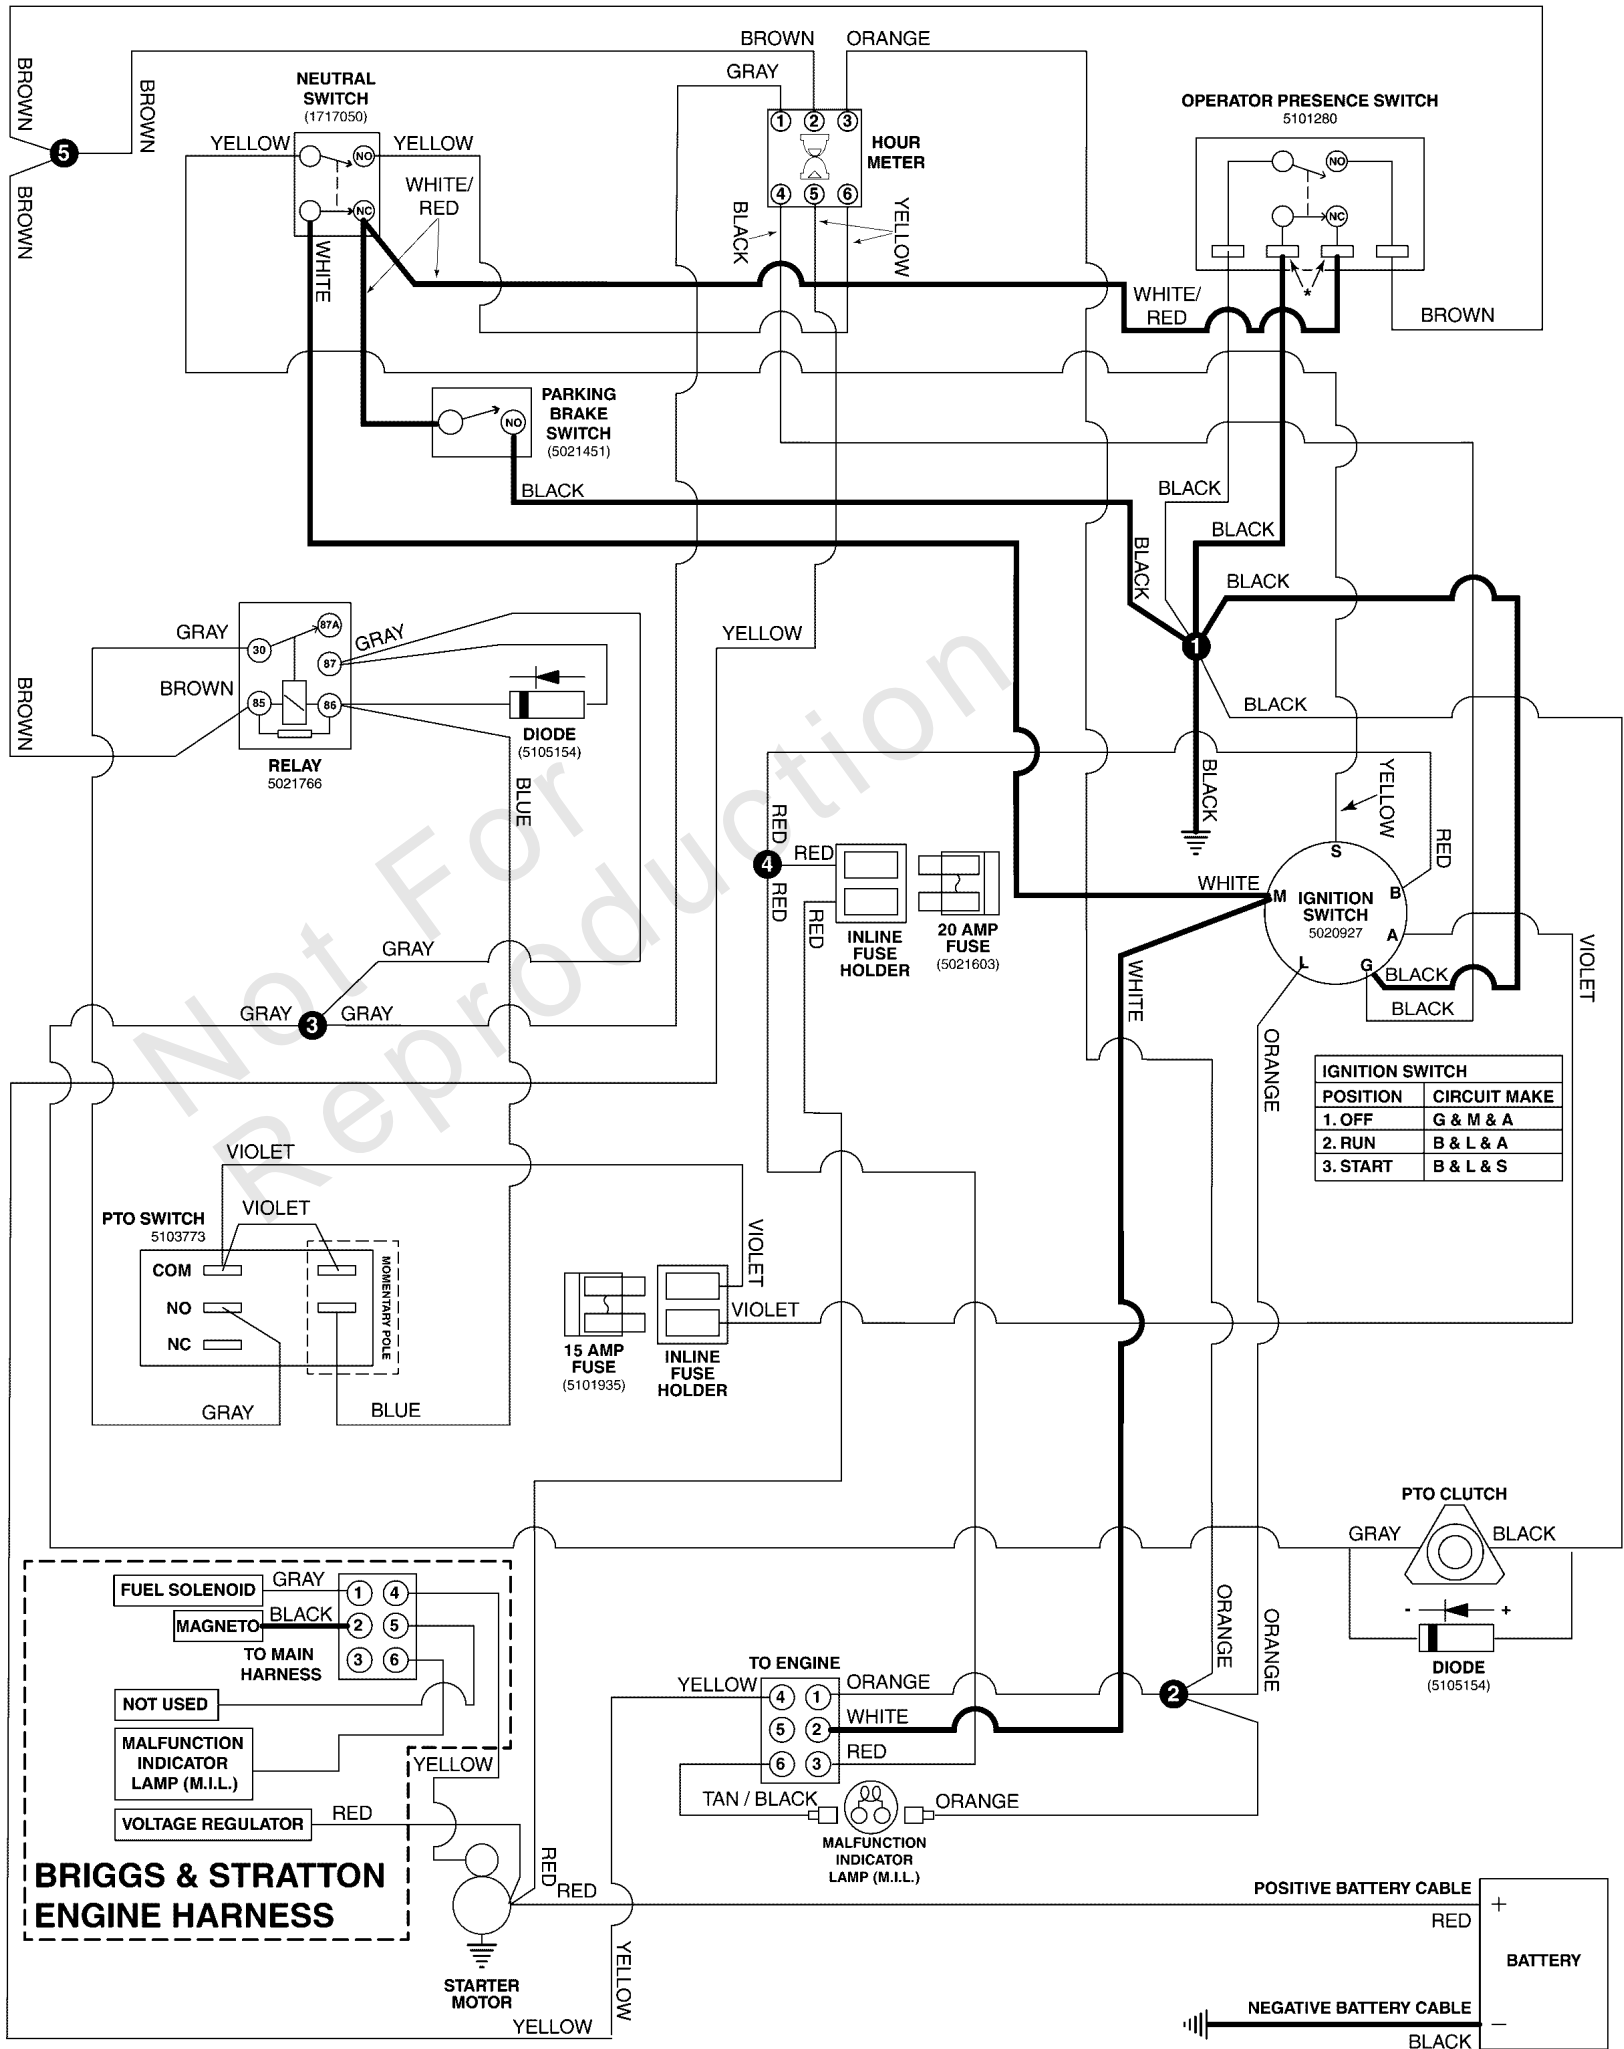 BROWN
ORANGE
GRAY
BROWN
BROWN
5
BROWN
NEUTRAL
SWITCH
(1717050)
YELLOW
NO
YELLOW
WHITE/
RED
NC
WHITE
1 2 3
4 5 6
HOUR
METER
BLACK
YELLOW
OPERATOR PRESENCE SWITCH
5101280
NO
NC
*
WHITE/
RED
BROWN
PARKING
BRAKE
SWITCH
(5021451)
NO
BLACK
BLACK
BLACK
BLACK
BLACK
1
BLACK
BLACK
GRAY
87A
30
GRAY
87
BROWN
85
86
RELAY
5021766
BROWN
DIODE
(5105154)
BLUE
YELLOW
Not For
Reproduction
RED
4
RED
RED
RED
INLINE
FUSE
HOLDER
20 AMP
FUSE
(5021603)
YELLOW
RED
WHITE
S
M
B
A
L
G
IGNITION
SWITCH
5020927
BLACK
BLACK
VIOLET
WHITE
ORANGE
GRAY
GRAY
3
GRAY
IGNITION SWITCH
POSITION CIRCUIT MAKE
1. OFF G & M & A
2. RUN B & L & A
3. START B & L & S
VIOLET
VIOLET
PTO SWITCH
5103773
COM
NO
NC
MOMENTARY POLE
GRAY
BLUE
VIOLET
VIOLET
15 AMP
FUSE
(5101935)
INLINE
FUSE
HOLDER
PTO CLUTCH
GRAY
BLACK
- +
DIODE
(5105154)
FUEL SOLENOID
GRAY
MAGNETO
BLACK
1 4
2 5
3 6
TO MAIN
HARNESS
NOT USED
MALFUNCTION
INDICATOR
LAMP (M.I.L.)
VOLTAGE REGULATOR
RED
YELLOW
BRIGGS & STRATTON
ENGINE HARNESS
STARTER
MOTOR
RED
RED
YELLOW
YELLOW
TO ENGINE
YELLOW
4 1
5 2
6 3
ORANGE
WHITE
RED
TAN / BLACK
ORANGE
MALFUNCTION
INDICATOR
LAMP (M.I.L.)
2
ORANGE
ORANGE
POSITIVE BATTERY CABLE
RED
+
BATTERY
NEGATIVE BATTERY CABLE
BLACK
−